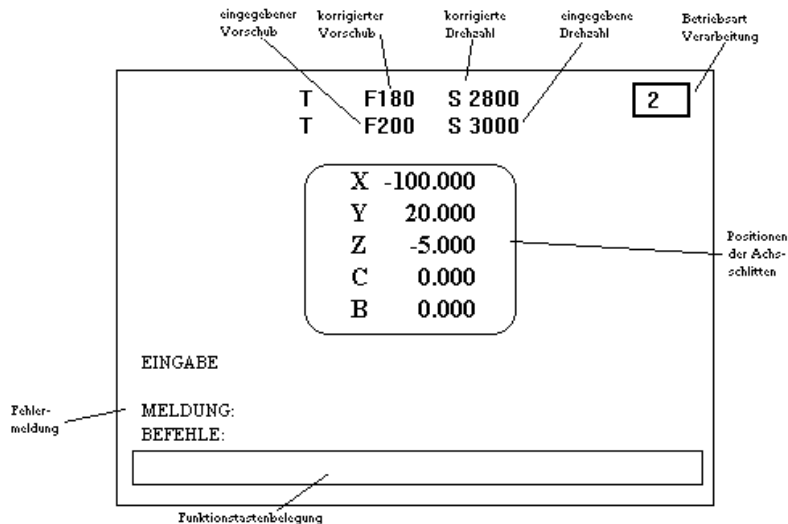 eingegebener Vorschub
korrigierter Vorschub
korrigierte Drehzahl
eingegebene Drehzahl
Betriebsart Verarbeitung
T F180 S 2800
2
T F200 S 3000
X -100.000
Y 20.000
Z -5.000
C 0.000
B 0.000
Positionen
der Achs-
schlitten
EINGABE
Fehler-
meldung
MELDUNG:
BEFEHLE:
Funktionstastenbelegung